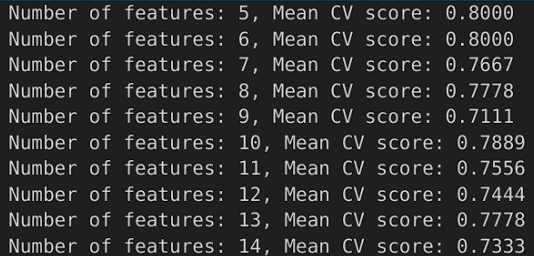 Number of features: 5, Mean CV score: 0.8000
Number of features: 6, Mean CV score: 0.8000
Number of features: 7, Mean CV score: 0.7667
Number of features: 8, Mean CV score: 0.7778
Number of features: 9, Mean CV score: 0.7111
Number of features: 10, Mean CV score: 0.7889
Number of features: 11, Mean CV score: 0.7556
Number of features: 12, Mean CV score: 0.7444
Number of features: 13, Mean CV score: 0.7778
Number of features: 14, Mean CV score: 0.7333